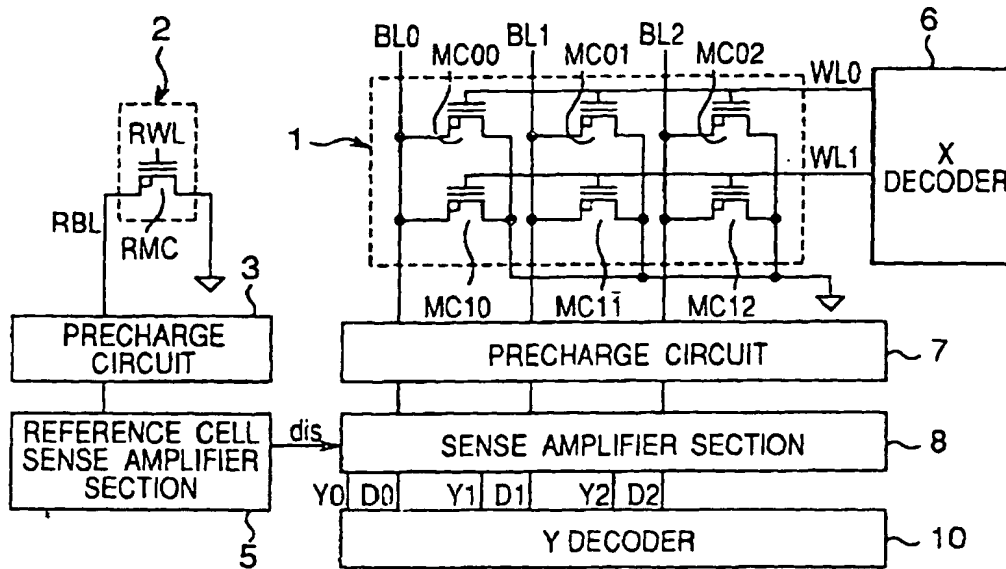 2
BL0 BL1 BL2 6
MC00 MC01 MC02
WL0
RWL
1
X
DECODER
WL1
RBL
RMC
3
MC10 MC11 MC12
PRECHARGE
CIRCUIT
PRECHARGE CIRCUIT 7
REFERENCE CELL
SENSE AMPLIFIER
SECTION
dis
SENSE AMPLIFIER SECTION 8
Y0 D0 Y1 D1 Y2 D2
5
Y DECODER 10